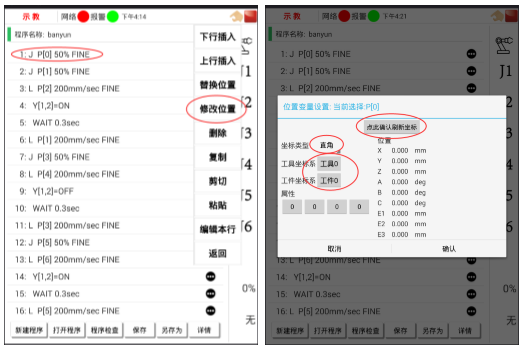 示教 网络 报警 下午4:14
程序名称: banyun
1: J P[0] 50% FINE
2: J P[1] 50% FINE
3: L P[2] 200mm/sec FINE
4: Y[1,2]=ON
5: WAIT 0.3sec
6: L P[1] 200mm/sec FINE
7: J P[3] 50% FINE
8: L P[4] 200mm/sec FINE
9: Y[1,2]=OFF
10: WAIT 0.3sec
11: L P[3] 200mm/sec FINE
12: J P[5] 50% FINE
13: L P[6] 200mm/sec FINE
14: Y[1,2]=ON
15: WAIT 0.3sec
16: L P[5] 200mm/sec FINE
下行插入
上行插入
替换位置
修改位置
删除
复制
剪切
粘贴
编辑本行
返回
J1
2
3
4
5
J6
0%
无
新建程序 打开程序 程序检查 保存 另存为 详情
示教 网络 报警 下午4:21
程序名称: banyun
1: J P[0] 50% FINE
2: J P[1] 50% FINE
3: L P[2] 200mm/sec FINE
位置变量设置: 当前选择:P[0]
点此确认刷新坐标
坐标类型 直角
工具坐标系 工具0
工件坐标系 工件0
属性
0 0 0 0
位置
X 0.000 mm
Y 0.000 mm
Z 0.000 mm
A 0.000 deg
B 0.000 deg
C 0.000 deg
E1 0.000 mm
E2 0.000 mm
E3 0.000 mm
取消 确认
13: L P[6] 200mm/sec FINE
14: Y[1,2]=ON
15: WAIT 0.3sec
16: L P[5] 200mm/sec FINE
J1
2
3
4
5
6
0%
无
新建程序 打开程序 程序检查 保存 另存为 详情